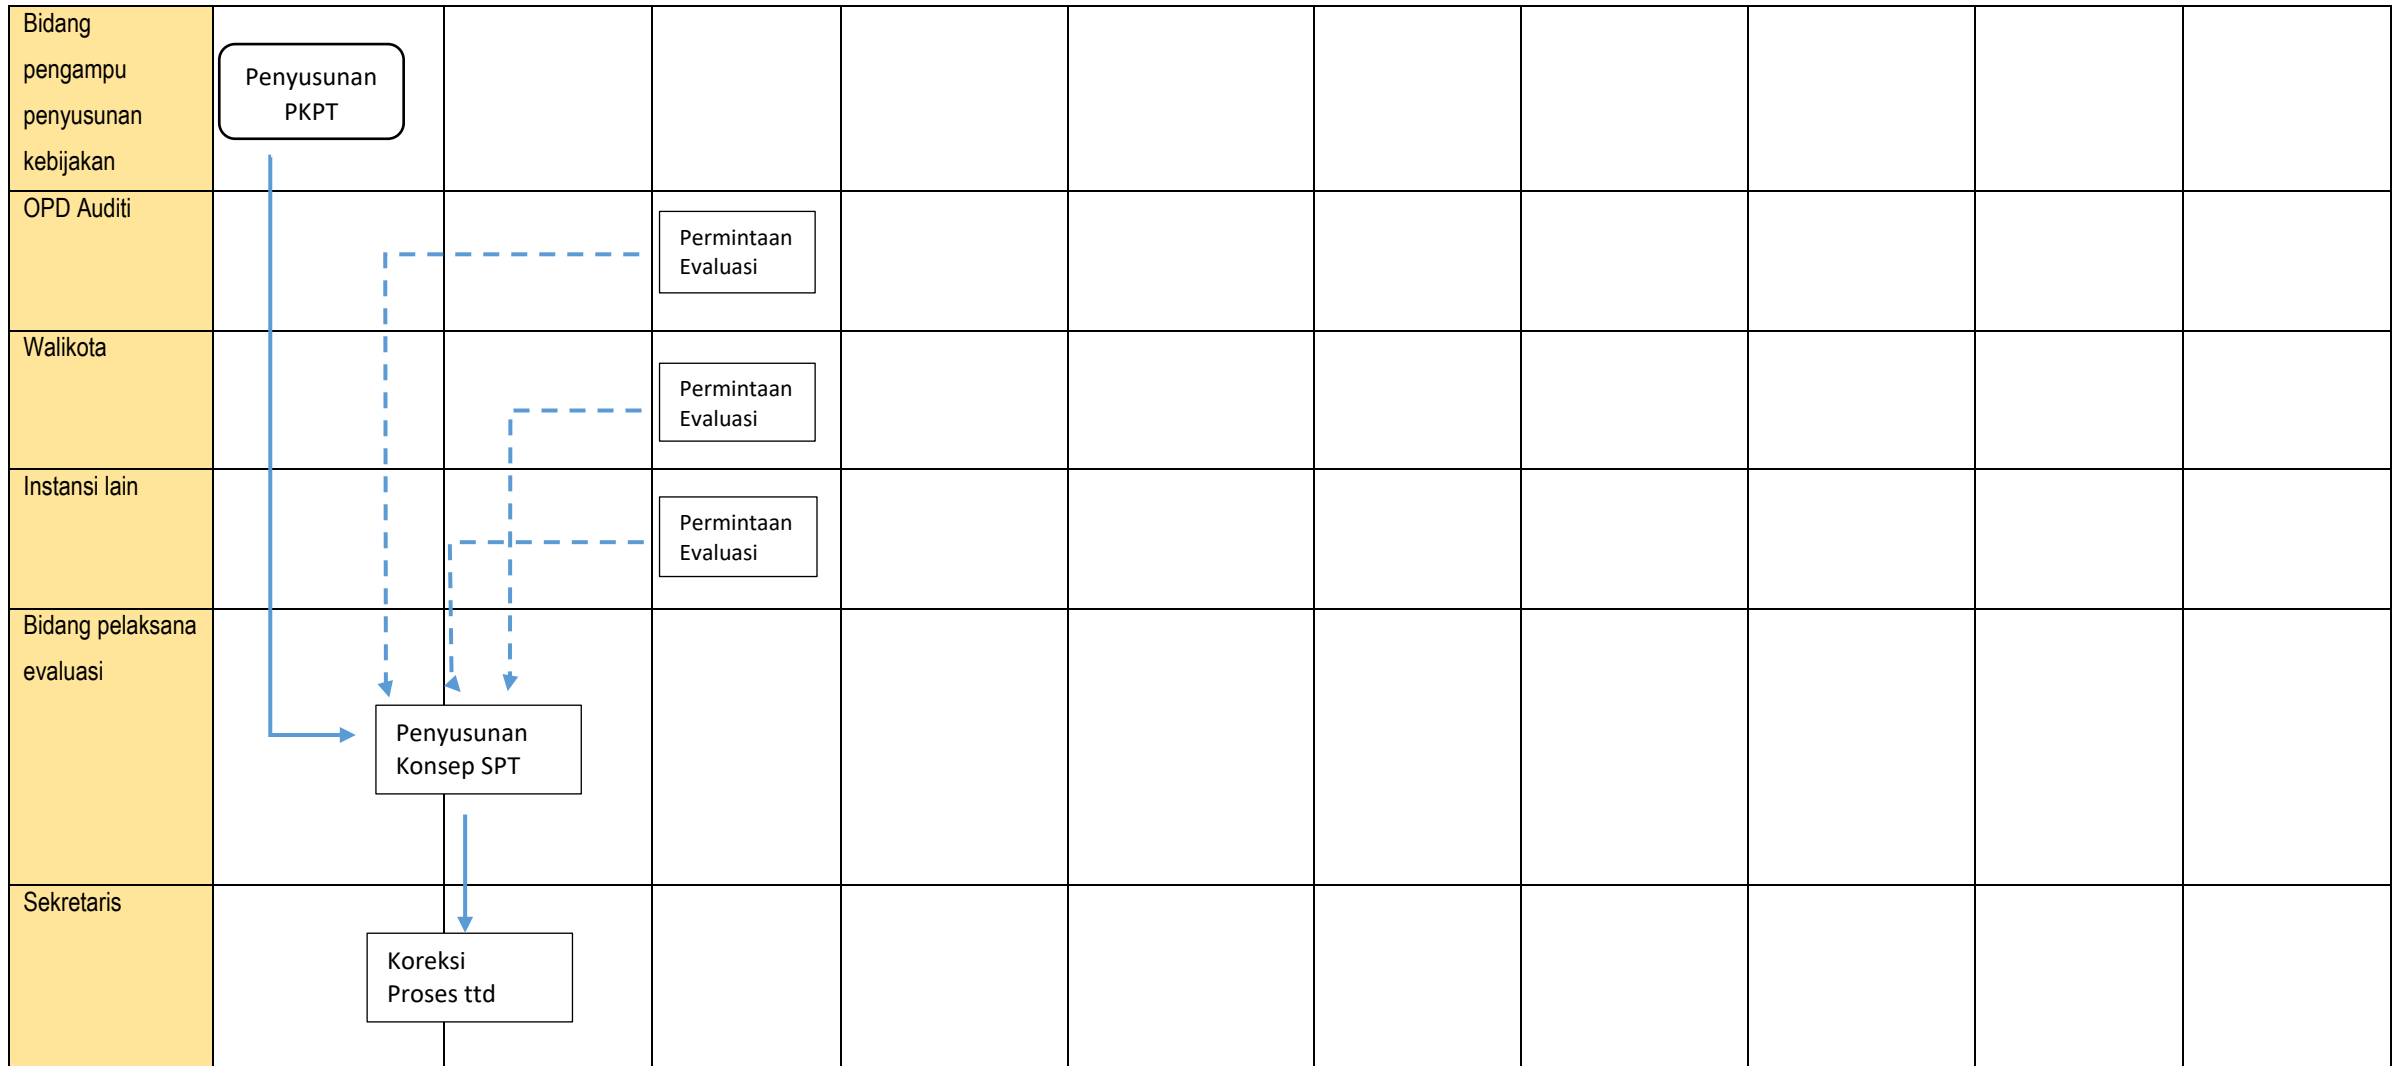 Bidang
pengampu
penyusunan
kebijakan
Penyusunan
PKPT
OPD Auditi
Permintaan
Evaluasi
Walikota
Permintaan
Evaluasi
Instansi lain
Permintaan
Evaluasi
Bidang pelaksana
evaluasi
Penyusunan
Konsep SPT
Sekretaris
Koreksi
Proses ttd